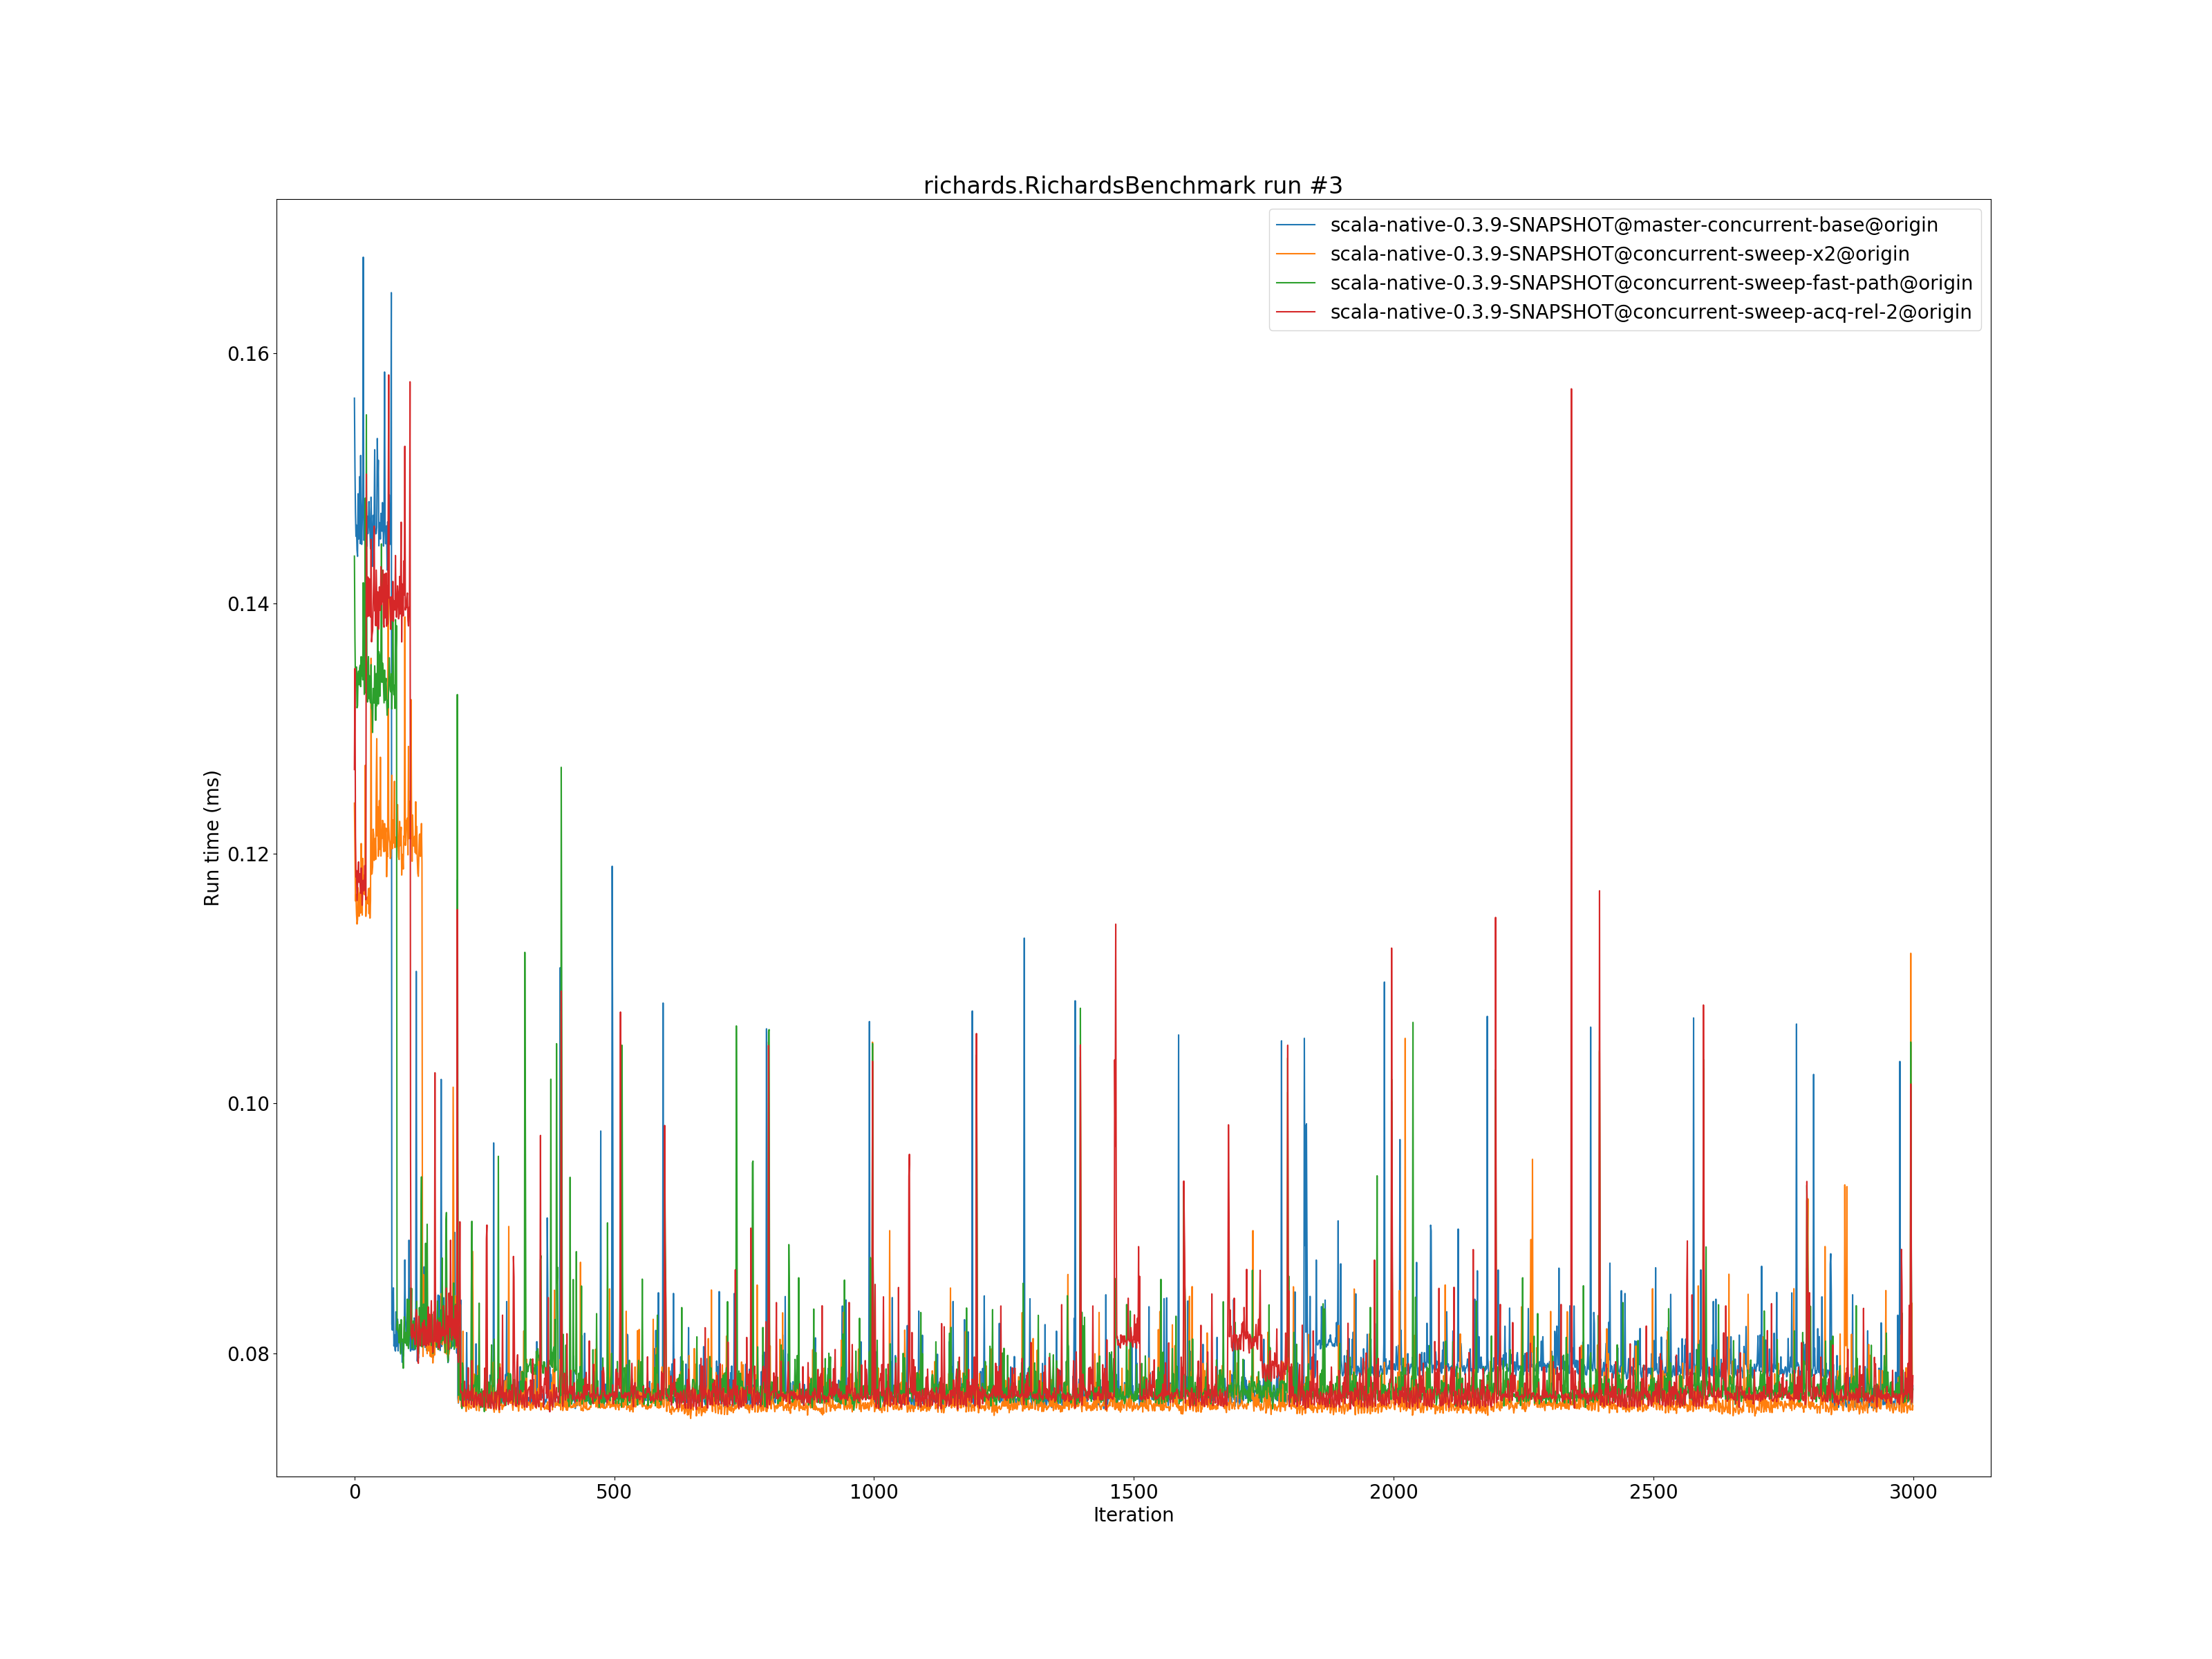 richards.RichardsBenchmark run #3
scala-native-0.3.9-SNAPSHOT@master-concurrent-base@origin
scala-native-0.3.9-SNAPSHOT@concurrent-sweep-x2@origin
scala-native-0.3.9-SNAPSHOT@concurrent-sweep-fast-path@origin
scala-native-0.3.9-SNAPSHOT@concurrent-sweep-acq-rel-2@origin
0.16
0.14
0.12
0.10
0.08
Run time (ms)
0 500 1000 1500 2000 2500 3000
Iteration